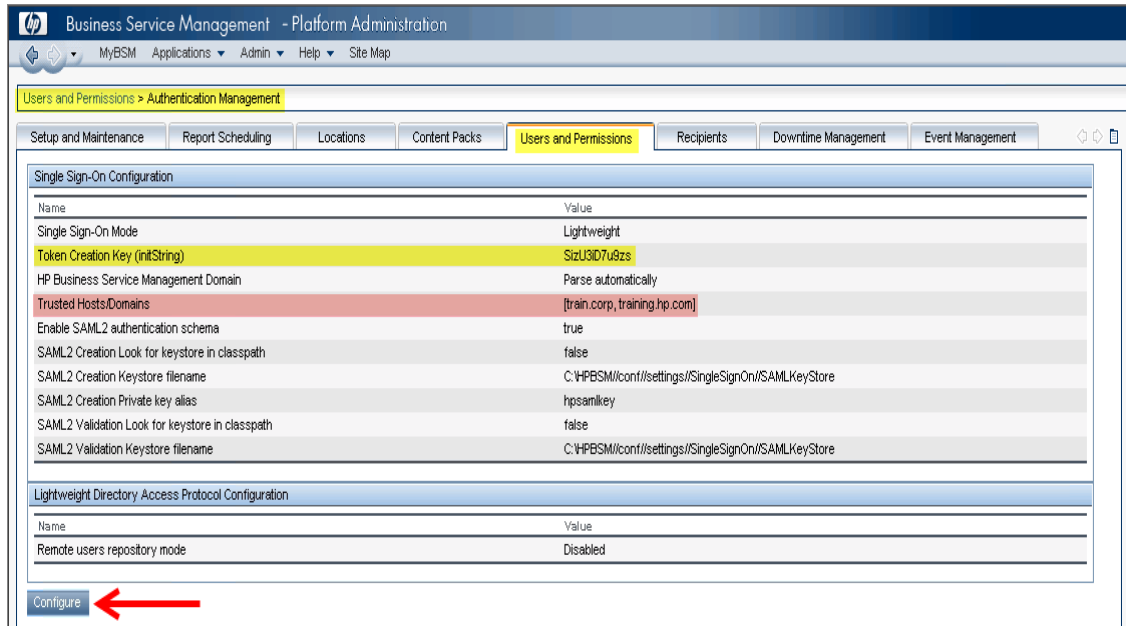 hp Business Service Management - Platform Administration
MyBSM Applications Admin Help Site Map
Users and Permissions > Authentication Management
Setup and Maintenance Report Scheduling Locations Content Packs Users and Permissions Recipients Downtime Management Event Management
Single Sign-On Configuration
Name Value
Single Sign-On Mode Lightweight
Token Creation Key (initString) SizU3iD7u9zs
HP Business Service Management Domain Parse automatically
Trusted Hosts/Domains [train.corp, training.hp.com]
Enable SAML2 authentication schema true
SAML2 Creation Look for keystore in classpath false
SAML2 Creation Keystore filename C:\HPBSM//conf//settings//SingleSignOn//SAMLKeyStore
SAML2 Creation Private key alias hpsamlkey
SAML2 Validation Look for keystore in classpath false
SAML2 Validation Keystore filename C:\HPBSM//conf//settings//SingleSignOn//SAMLKeyStore
Lightweight Directory Access Protocol Configuration
Name Value
Remote users repository mode Disabled
Configure